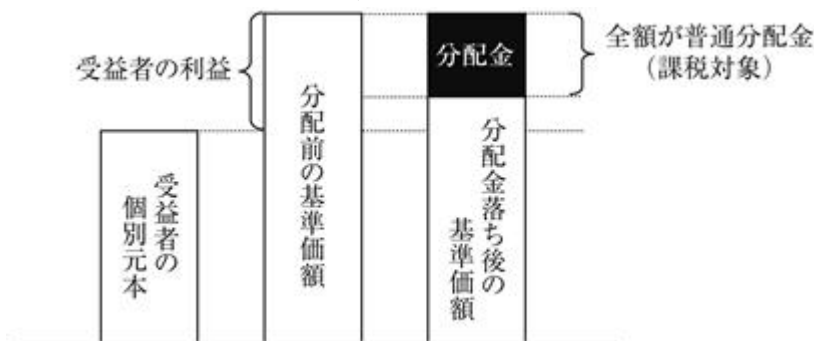 受益者の利益
受益者の
個別元本
分配前の基準価額
分配金
分配金落ち後の
基準価額
全額が普通分配金
（課税対象）